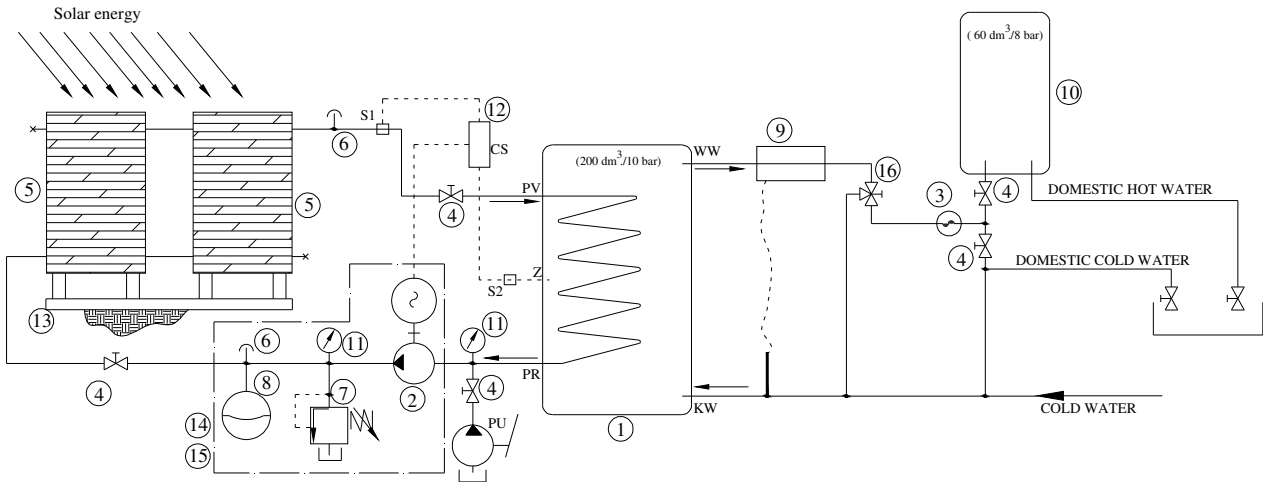 Solar energy
( 60 dm3/8 bar)
10
12
S1
6
CS
(200 dm3/10 bar)
WW
9
16
5
5
PV
4
3
4
DOMESTIC HOT WATER
4
DOMESTIC COLD WATER
Z
S2
13
6
11
11
4
8
7
2
PR
4
14
15
PU
1
KW
COLD WATER